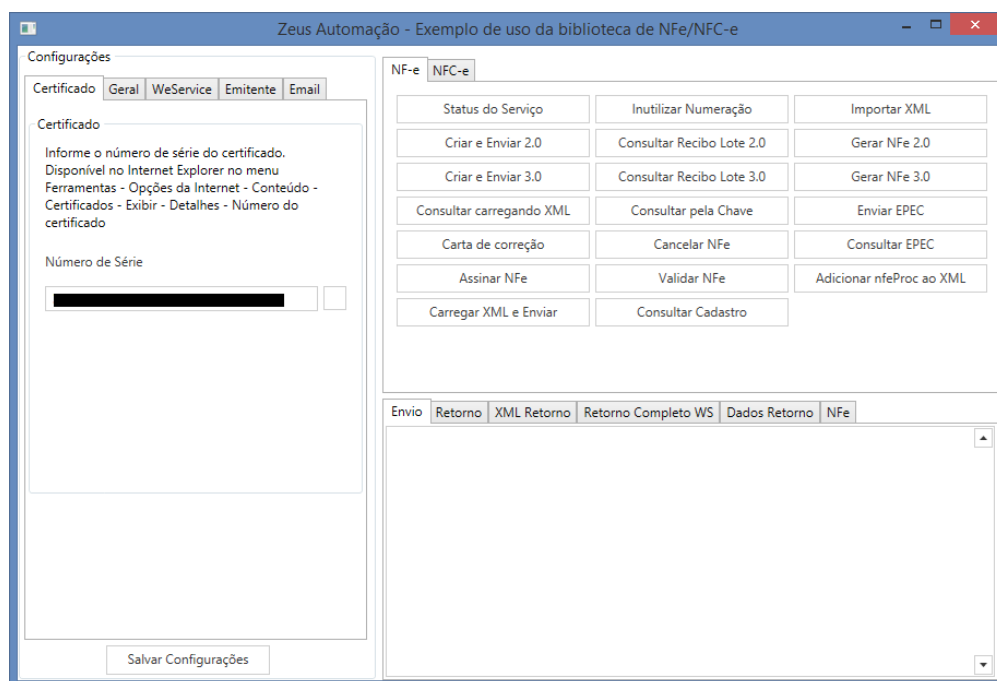 Zeus Automação - Exemplo de uso da biblioteca de NFe/NFC-e
Configurações
Certificado Geral WeService Emitente Email
Certificado
Informe o número de série do certificado.
Disponível no Internet Explorer no menu
Ferramentas - Opções da Internet - Conteúdo -
Certificados - Exibir - Detalhes - Número do
certificado
Número de Série
Salvar Configurações
NF-e NFC-e
Status do Serviço Inutilizar Numeração Importar XML
Criar e Enviar 2.0 Consultar Recibo Lote 2.0 Gerar NFe 2.0
Criar e Enviar 3.0 Consultar Recibo Lote 3.0 Gerar NFe 3.0
Consultar carregando XML Consultar pela Chave Enviar EPEC
Carta de correção Cancelar NFe Consultar EPEC
Assinar NFe Validar NFe Adicionar nfeProc ao XML
Carregar XML e Enviar Consultar Cadastro
Envio Retorno XML Retorno Retorno Completo WS Dados Retorno NFe